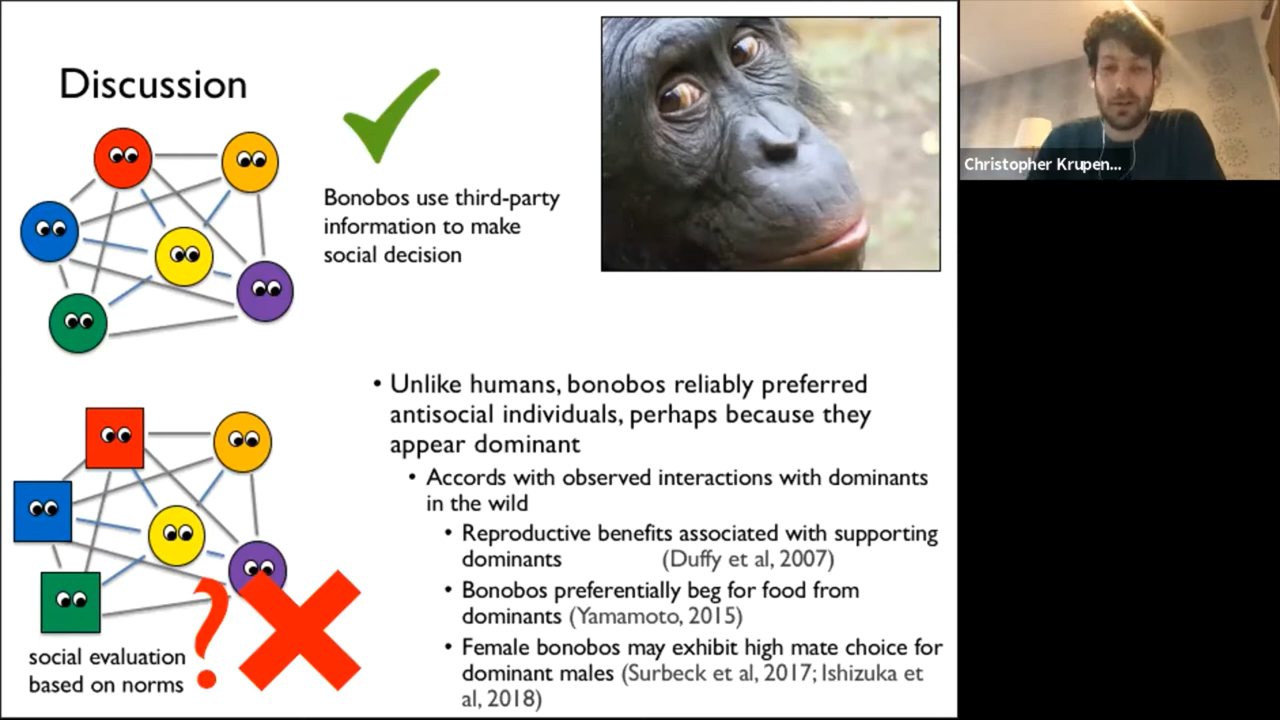 Discussion
Bonobos use third-party
information to make
social decision
• Unlike humans, bonobos reliably preferred
antisocial individuals, perhaps because they
appear dominant
• Accords with observed interactions with dominants
in the wild
• Reproductive benefits associated with supporting
dominants (Duffy et al, 2007)
• Bonobos preferentially beg for food from
dominants (Yamamoto, 2015)
• Female bonobos may exhibit high mate choice for
dominant males (Surbeck et al, 2017; Ishizuka et
al, 2018)
social evaluation
based on norms
?
Christopher Krupen...